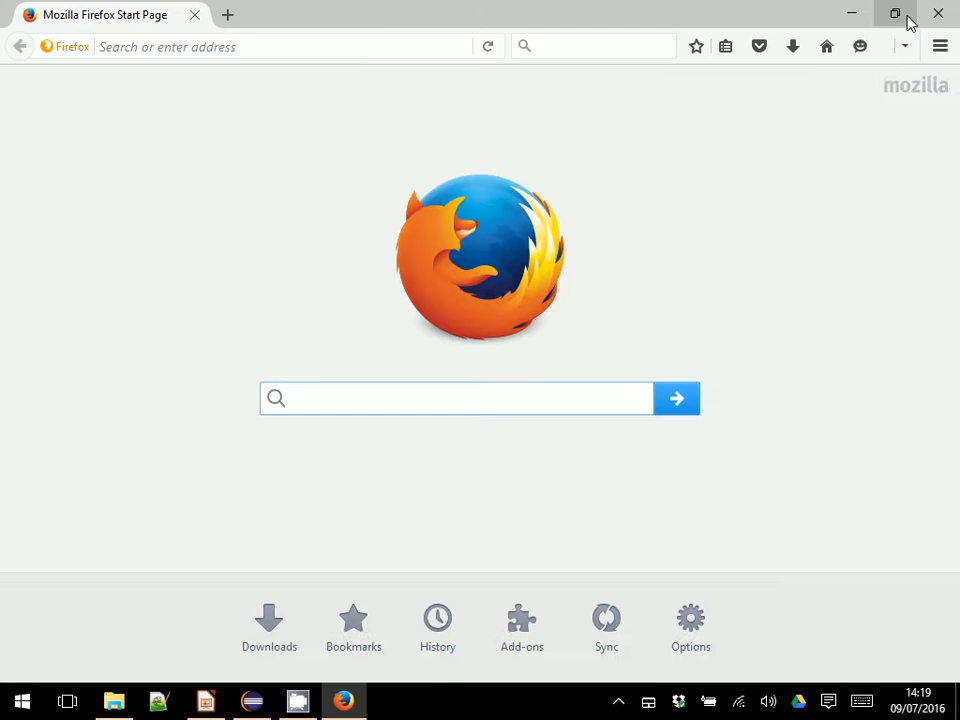 Mozilla Firefox Start Page
Firefox Search or enter address
mozilla
Downloads Bookmarks History Add-ons Sync Options
14:19
09/07/2016